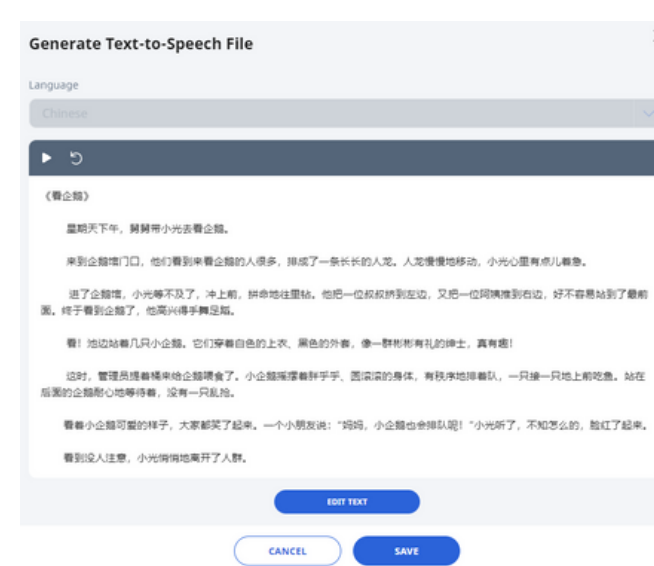 Generate Text-to-Speech File
Language
Chinese
《看企鹅》
星期天下午，舅舅带小光去看企鹅。
来到企鹅馆门口，他们看到来看企鹅的人很多，排成了一条长长的人龙。人龙慢慢地移动，小光心里有点儿着急。
进了企鹅馆，小光等不及了，冲上前，拼命地往里钻。他把一位叔叔挤到左边，又把一位阿姨推到右边，好不容易站到了最前
面。终于看到企鹅了，他高兴得手舞足蹈。
看！池边站着几只小企鹅。它们穿着白色的上衣、黑色的外套，像一群彬彬有礼的绅士，真有趣！
这时，管理员提着桶来给企鹅喂食了。小企鹅摇摆着胖乎乎、圆滚滚的身体，有秩序地排着队，一只接一只地上前吃鱼。站在
后面的企鹅耐心地等待着，没有一只乱抢。
看着小企鹅可爱的样子，大家都笑了起来。一个小朋友说：“妈妈，小企鹅也会排队呢！”小光听了，不知怎么的，脸红了起来。
看到没人注意，小光悄悄地离开了人群。
EDIT TEXT
CANCEL
SAVE